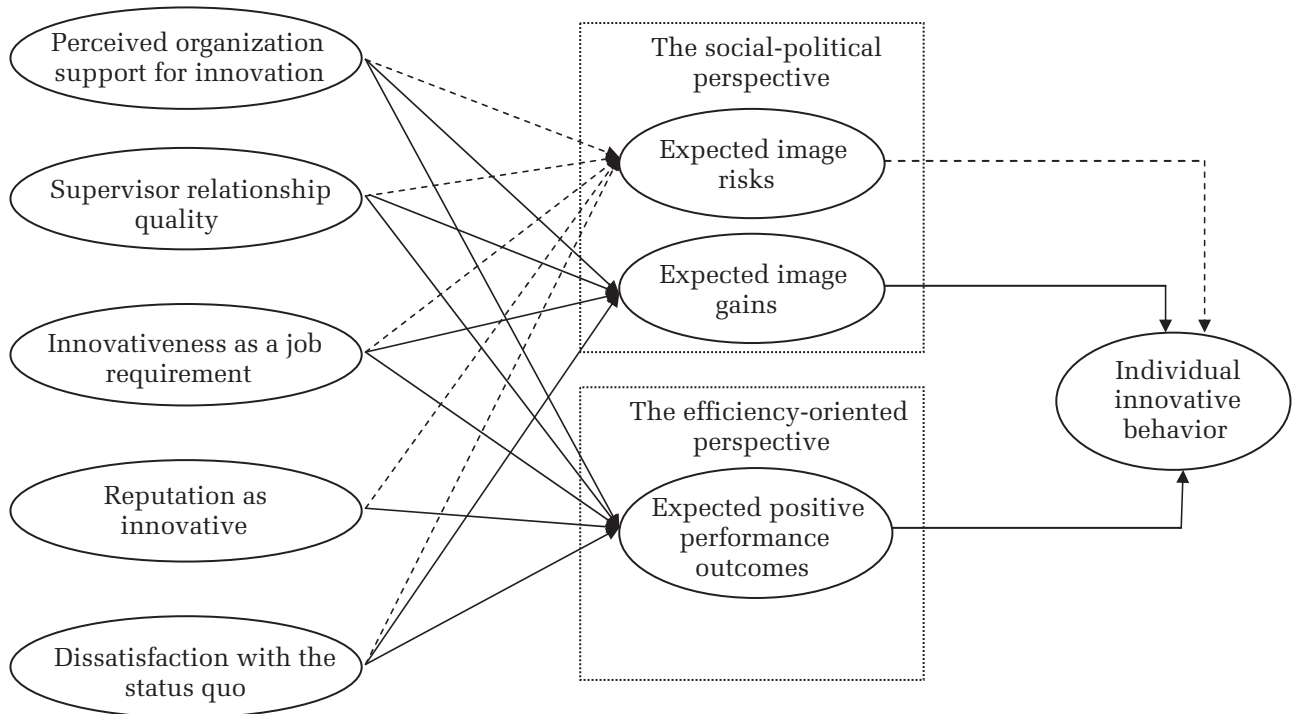 Perceived organization
support for innovation
Supervisor relationship
quality
Innovativeness as a job
requirement
Reputation as
innovative
Dissatisfaction with the
status quo
The social-political
perspective
Expected image
risks
Expected image
gains
The efficiency-oriented
perspective
Expected positive
performance
outcomes
Individual
innovative
behavior